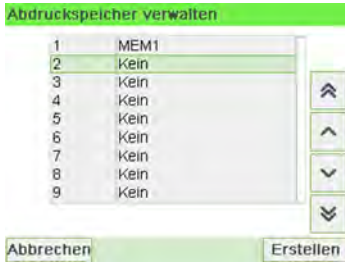 Abdruckspeicher verwalten
1 MEM1
2 Kein
3 Kein
4 Kein
5 Kein
6 Kein
7 Kein
8 Kein
9 Kein
Abbrechen Erstellen